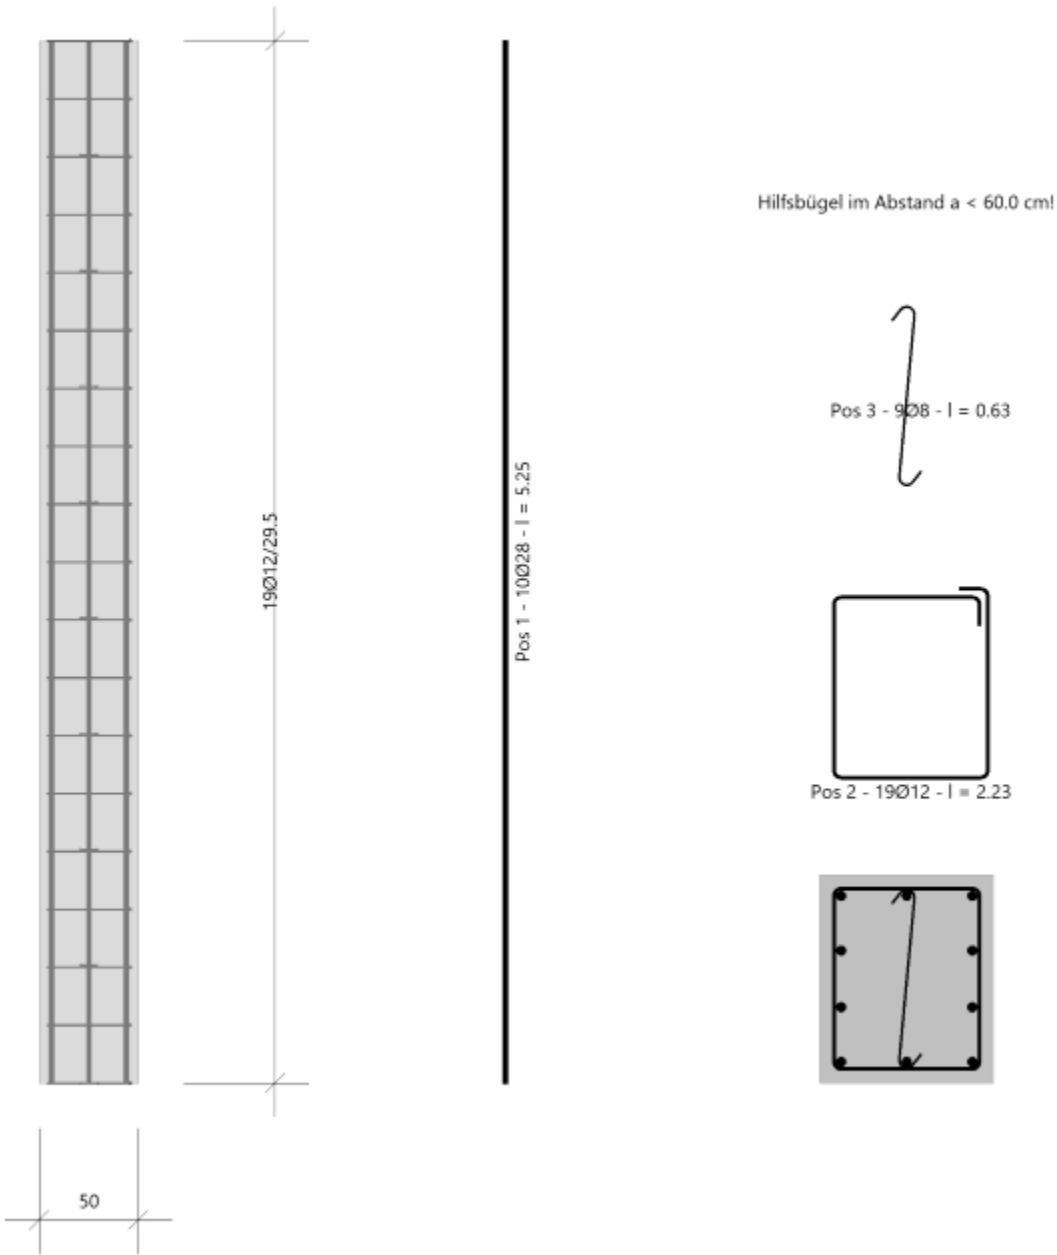 Hilfsbügel im Abstand a < 60.0 cm!
Pos 3 - 9Ø8 - l = 0.63
19Ø12/29.5
Pos 1 - 10Ø28 - l = 5.25
Pos 2 - 19Ø12 - l = 2.23
50